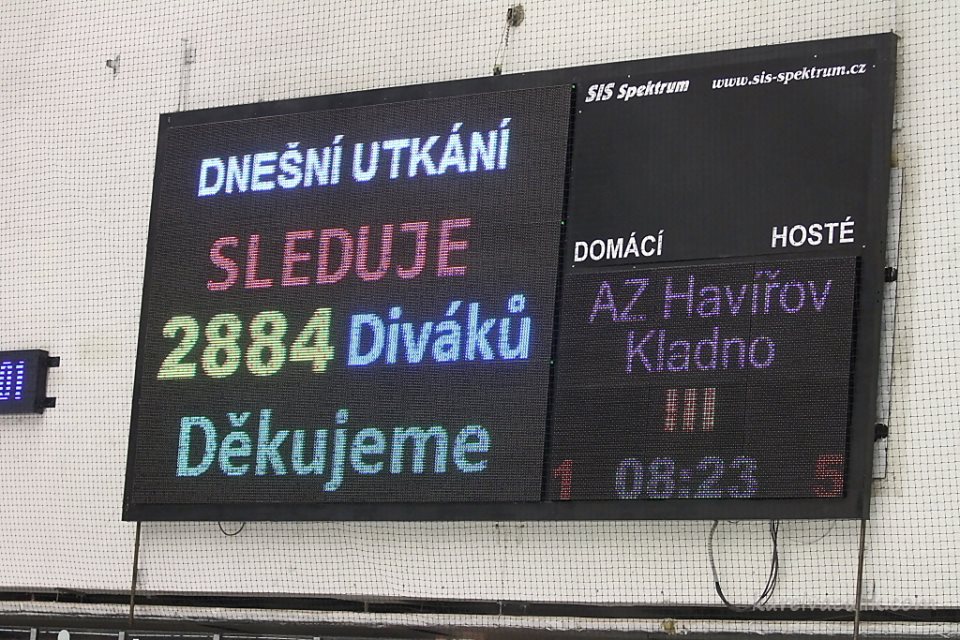 DNEŠNÍ UTKÁNÍ
SLEDUJE
2884 Diváků
Děkujeme
SIS Spektrum www.sis-spektrum.cz
DOMÁCÍ HOSTÉ
AZ Havířov
Kladno
III
1 08:23 5
01